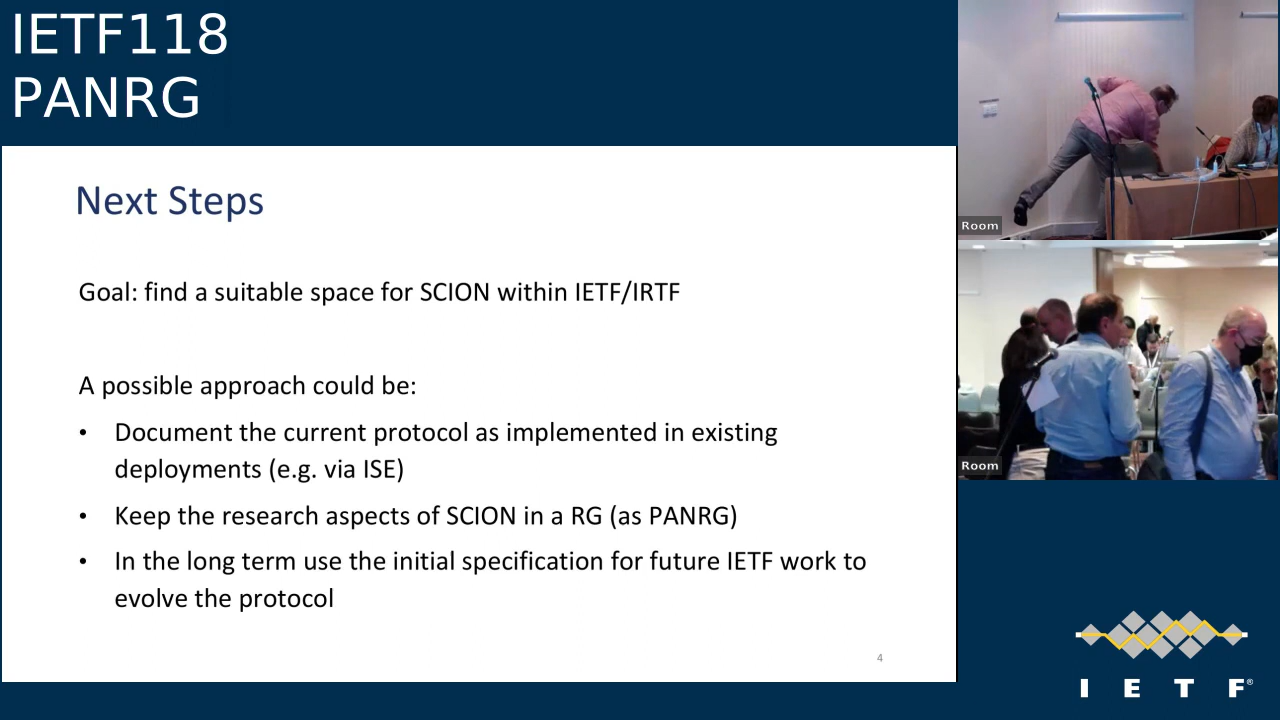 IETF118
PANRG
Next Steps
Goal: find a suitable space for SCION within IETF/IRTF
A possible approach could be:
• Document the current protocol as implemented in existing
deployments (e.g. via ISE)
• Keep the research aspects of SCION in a RG (as PANRG)
• In the long term use the initial specification for future IETF work to
evolve the protocol
4
Room
Room
I E T F®